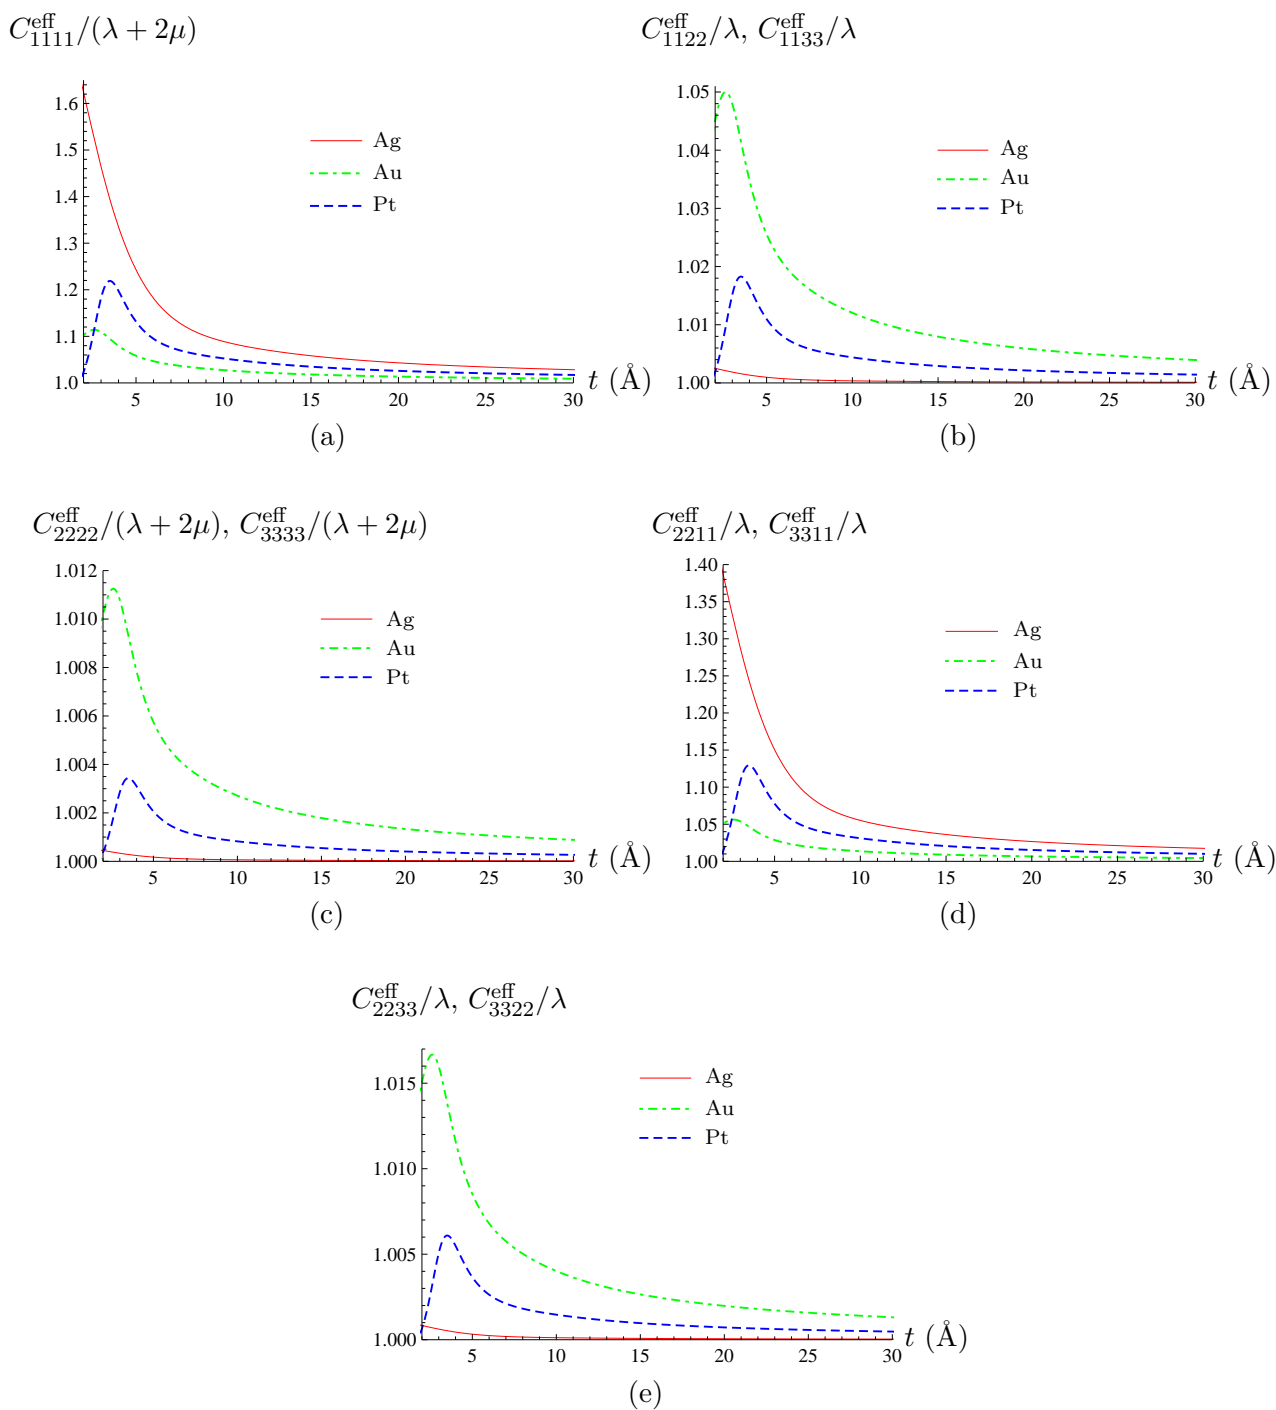 C^eff_1111/(λ + 2μ)
1.6
1.5
1.4
1.3
1.2
1.1
1.0
5 10 15 20 25 30
t (Å)
Ag
Au
Pt
(a)
C^eff_1122/λ, C^eff_1133/λ
1.05
1.04
1.03
1.02
1.01
1.00
5 10 15 20 25 30
t (Å)
Ag
Au
Pt
(b)
C^eff_2222/(λ + 2μ), C^eff_3333/(λ + 2μ)
1.012
1.010
1.008
1.006
1.004
1.002
1.000
5 10 15 20 25 30
t (Å)
Ag
Au
Pt
(c)
C^eff_2211/λ, C^eff_3311/λ
1.40
1.35
1.30
1.25
1.20
1.15
1.10
1.05
1.00
5 10 15 20 25 30
t (Å)
Ag
Au
Pt
(d)
C^eff_2233/λ, C^eff_3322/λ
1.015
1.010
1.005
1.000
5 10 15 20 25 30
t (Å)
Ag
Au
Pt
(e)